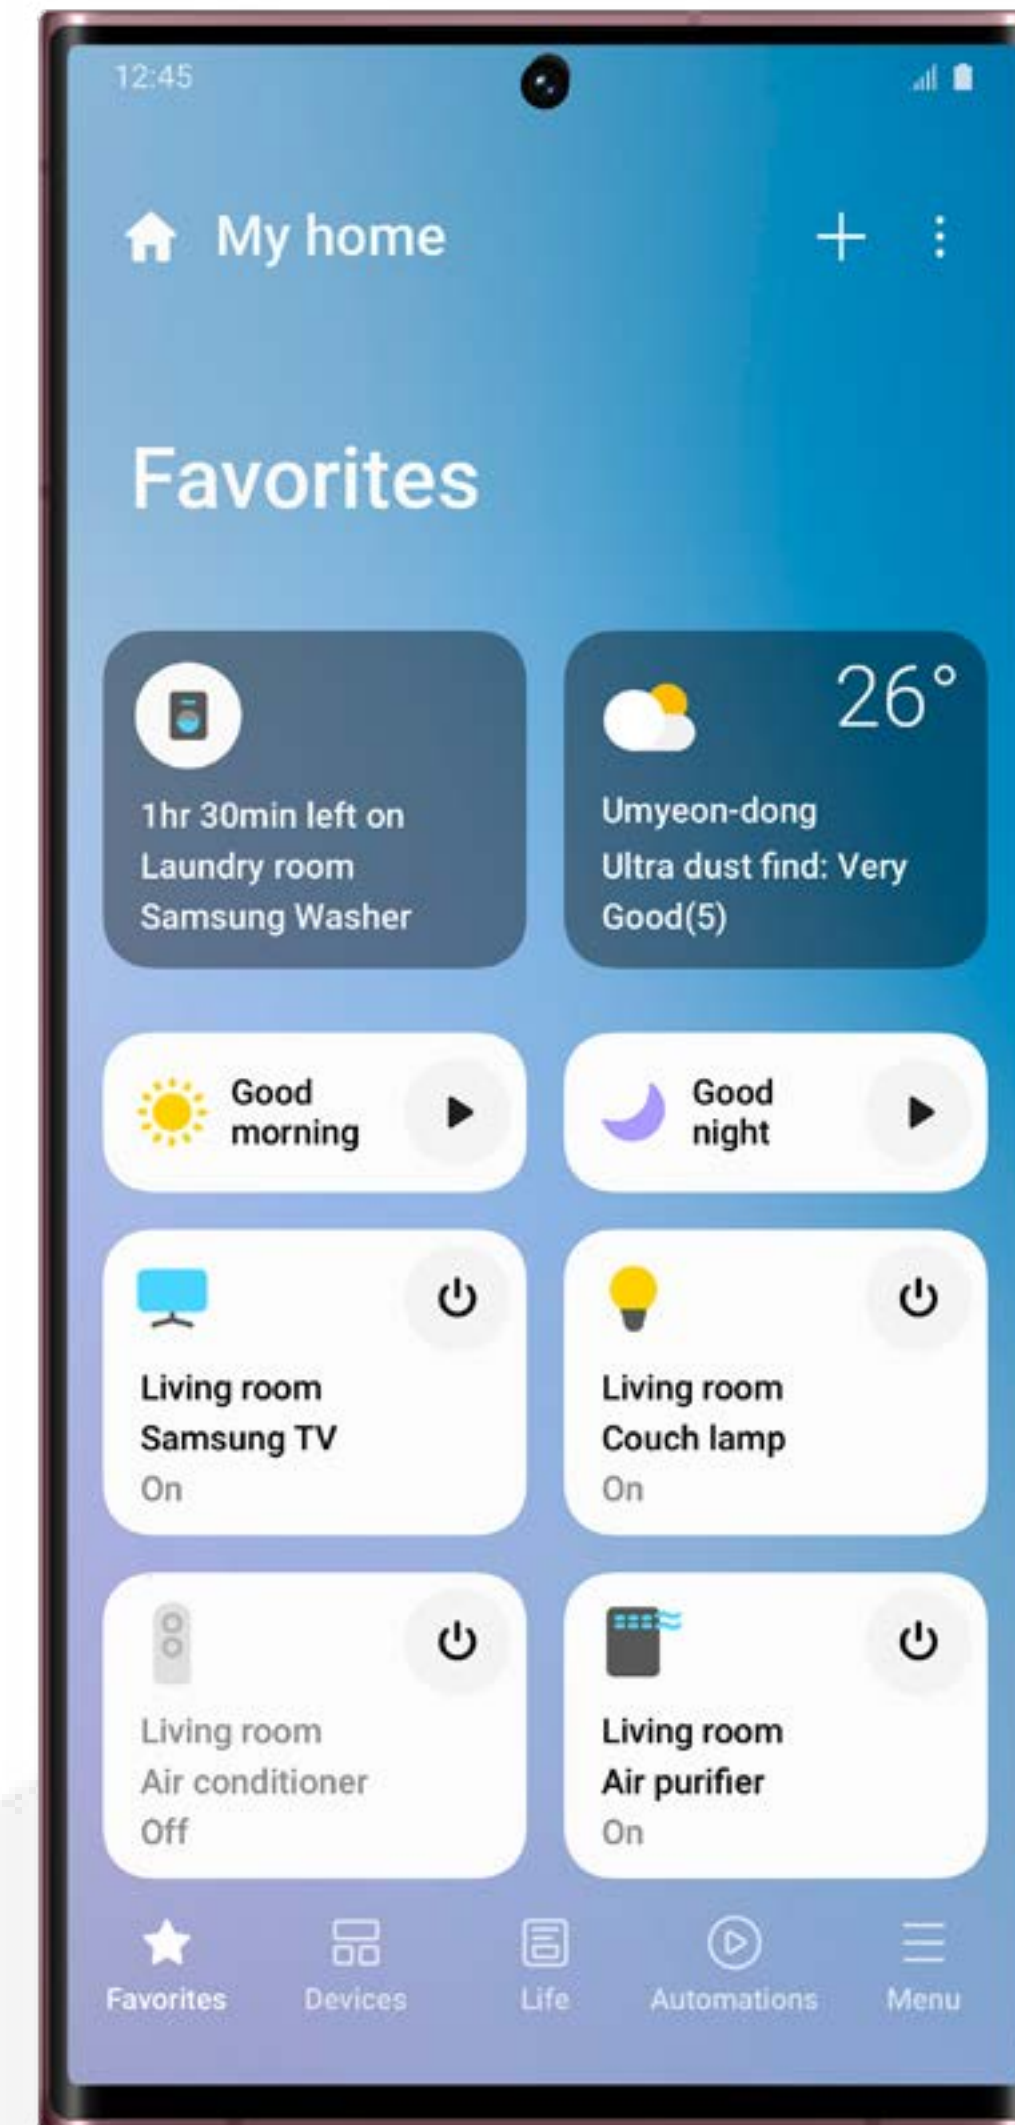 12:45
My home
Favorites
1hr 30min left on
Laundry room
Samsung Washer
26°
Umyeon-dong
Ultra dust find: Very
Good(5)
Good
morning
Good
night
Living room
Samsung TV
On
Living room
Couch lamp
On
Living room
Air conditioner
Off
Living room
Air purifier
On
Favorites
Devices
Life
Automations
Menu